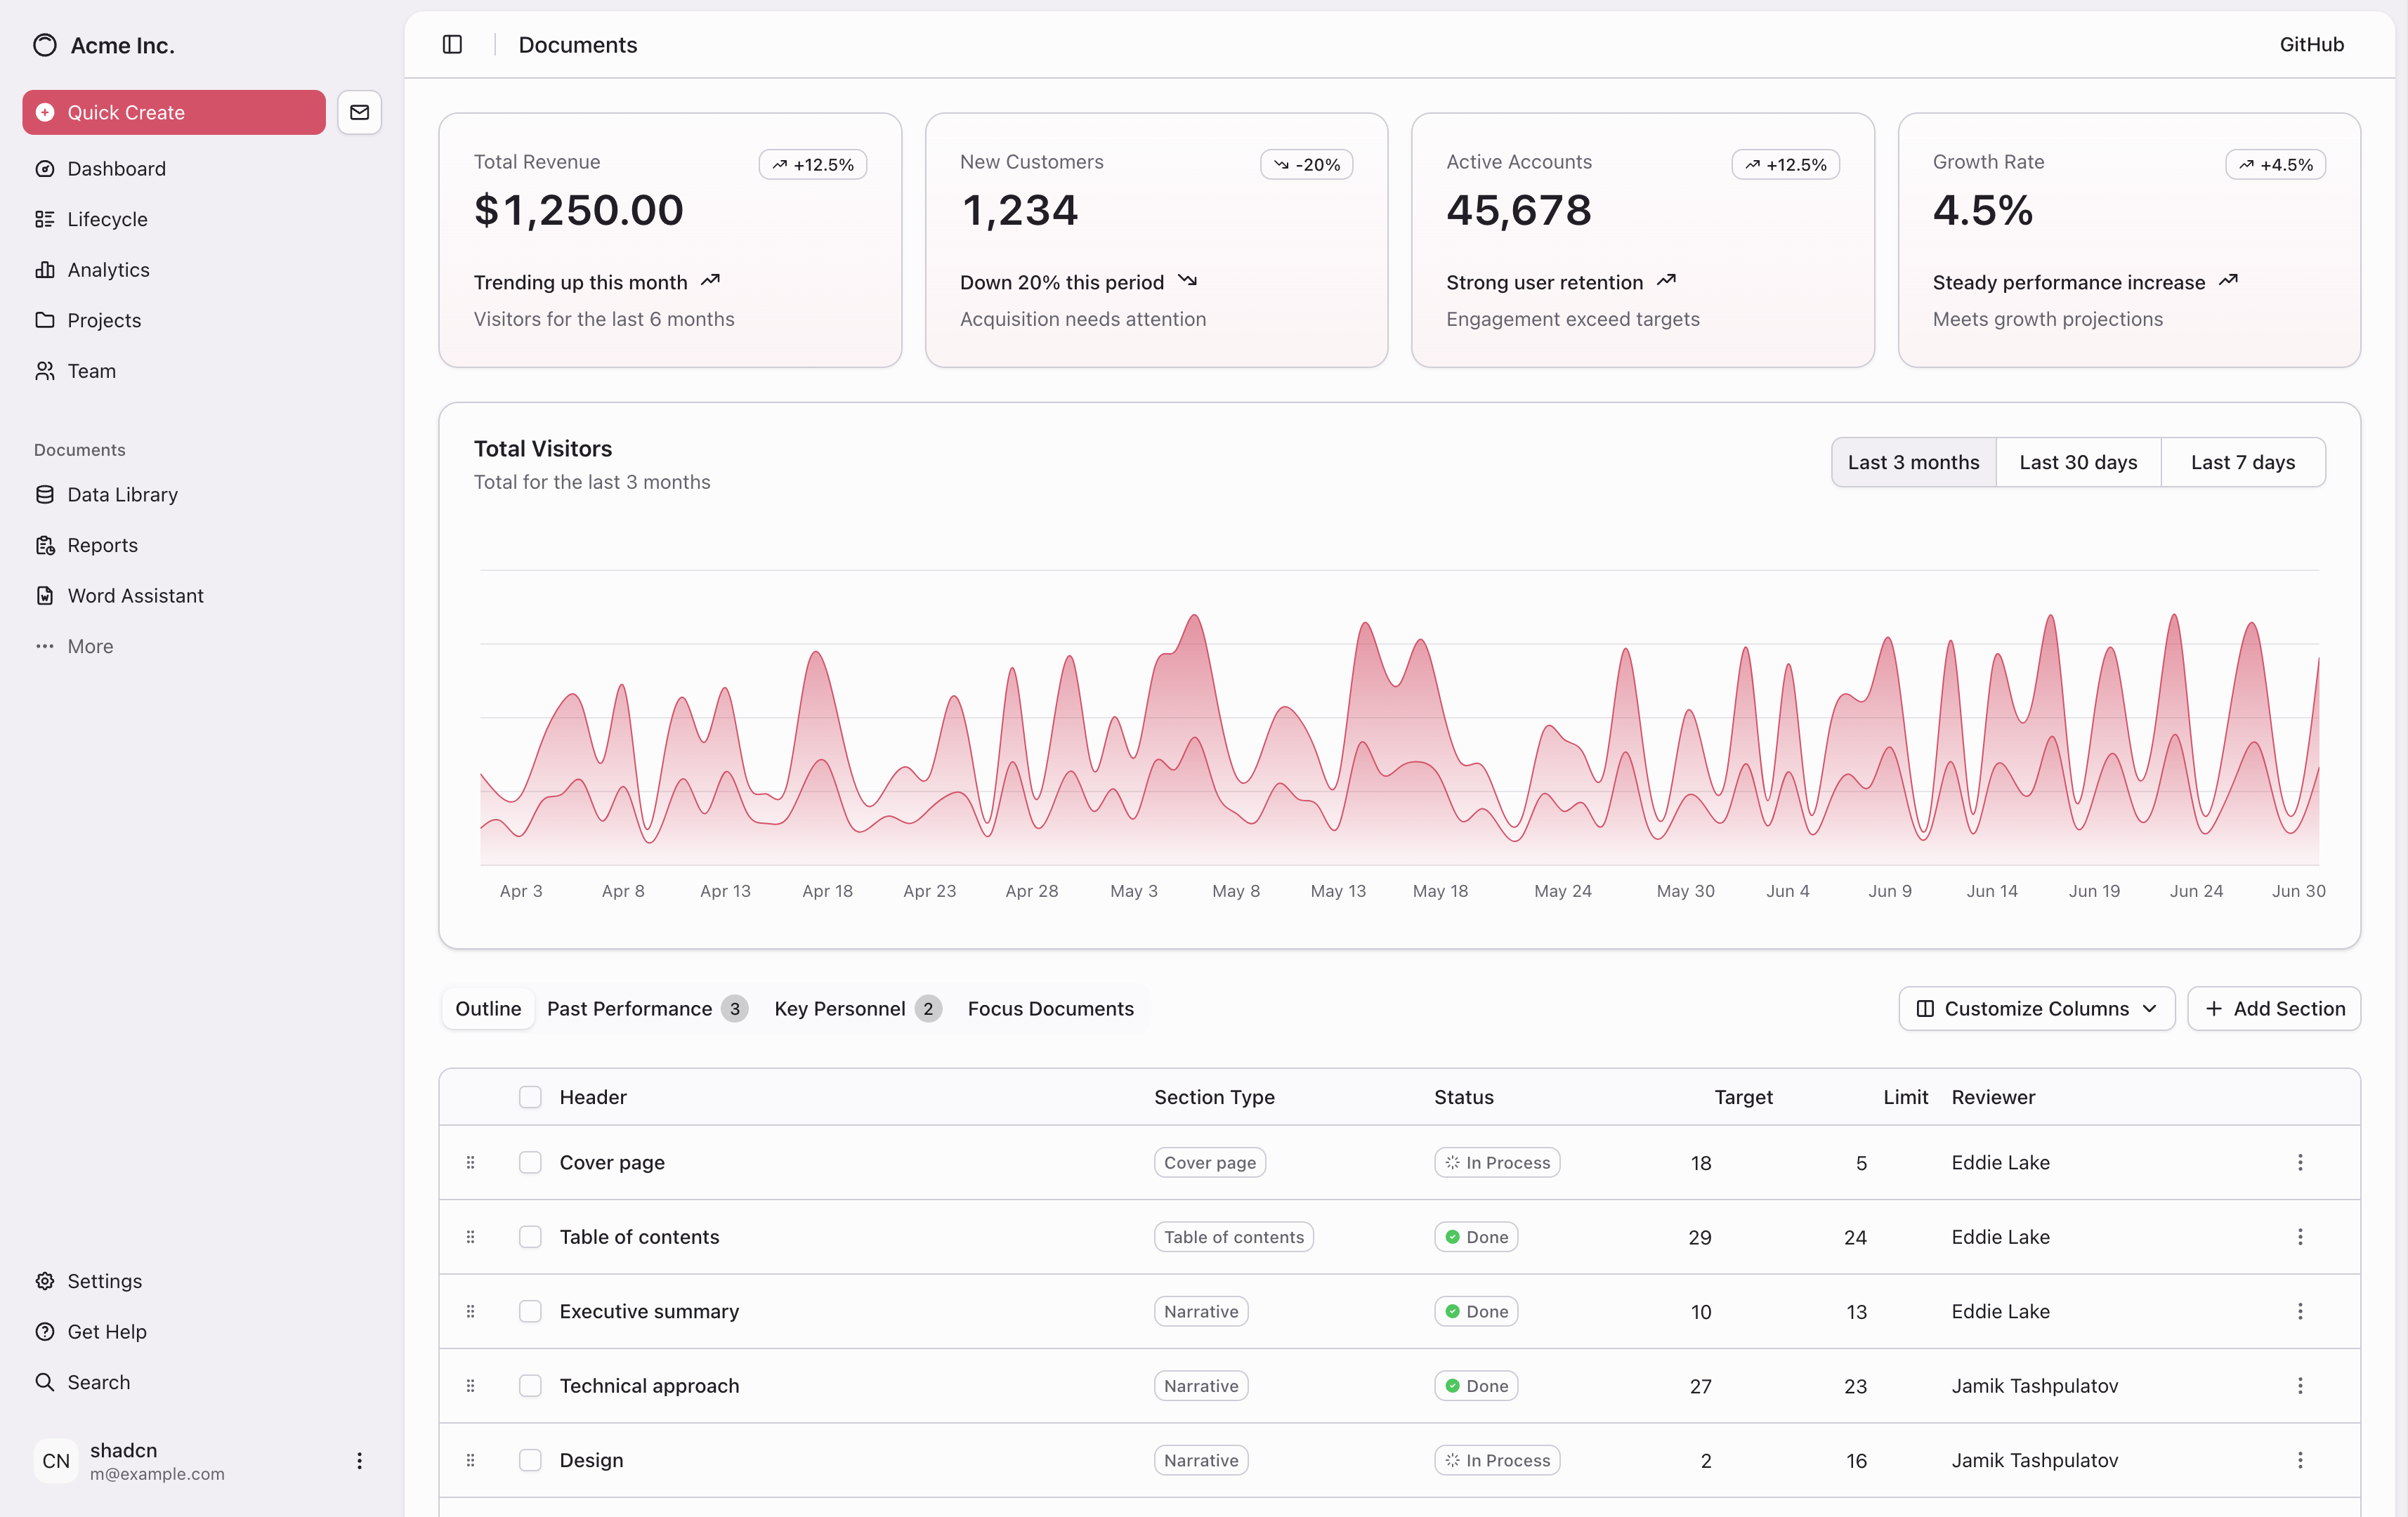 Acme Inc.
Quick Create
Dashboard
Lifecycle
Analytics
Projects
Team
Documents
Data Library
Reports
Word Assistant
More
Settings
Get Help
Search
CN
shadcn
m@example.com
Documents
GitHub
Total Revenue
+12.5%
$1,250.00
Trending up this month
Visitors for the last 6 months
New Customers
-20%
1,234
Down 20% this period
Acquisition needs attention
Active Accounts
+12.5%
45,678
Strong user retention
Engagement exceed targets
Growth Rate
+4.5%
4.5%
Steady performance increase
Meets growth projections
Total Visitors
Total for the last 3 months
Last 3 months Last 30 days Last 7 days
Apr 3 Apr 8 Apr 13 Apr 18 Apr 23 Apr 28 May 3 May 8 May 13 May 18 May 24 May 30 Jun 4 Jun 9 Jun 14 Jun 19 Jun 24 Jun 30
Outline Past Performance 3 Key Personnel 2 Focus Documents
Customize Columns Add Section
Header Section Type Status Target Limit Reviewer
Cover page Cover page In Process 18 5 Eddie Lake
Table of contents Table of contents Done 29 24 Eddie Lake
Executive summary Narrative Done 10 13 Eddie Lake
Technical approach Narrative Done 27 23 Jamik Tashpulatov
Design Narrative In Process 2 16 Jamik Tashpulatov